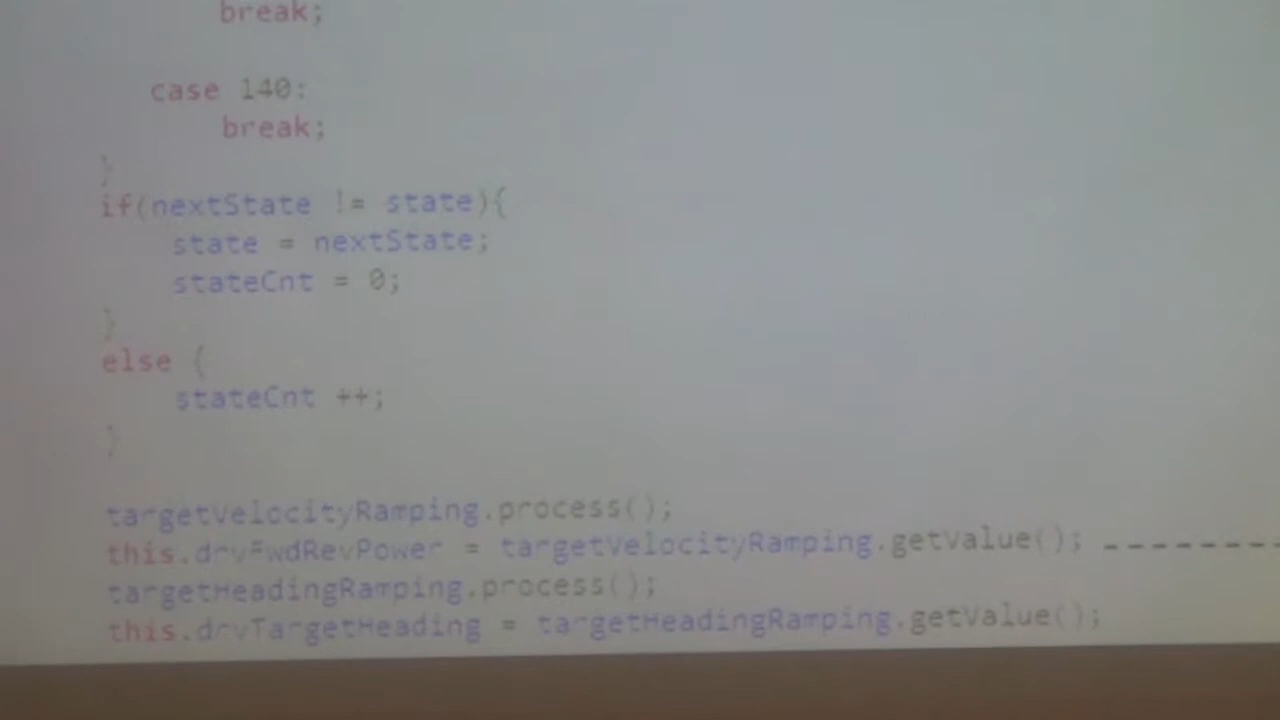 break;
case 140:
break;
}
if(nextState != state){
state = nextState;
stateCnt = 0;
}
else {
stateCnt ++;
}
targetVelocityRamping.process();
this.drvFwdRevPower = targetVelocityRamping.getValue(); --------
targetHeadingRamping.process();
this.drvTargetHeading = targetHeadingRamping.getValue();